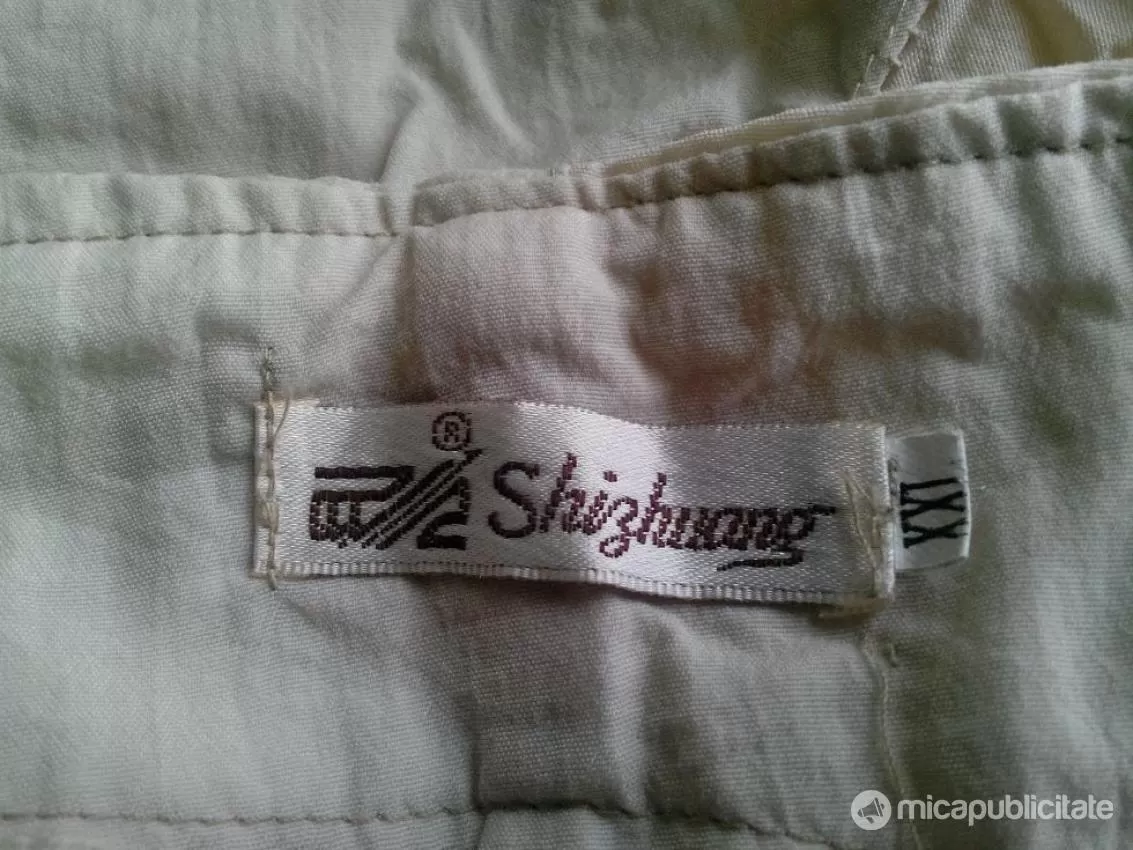 ®
Shizhuang
XXL
micapublicitate